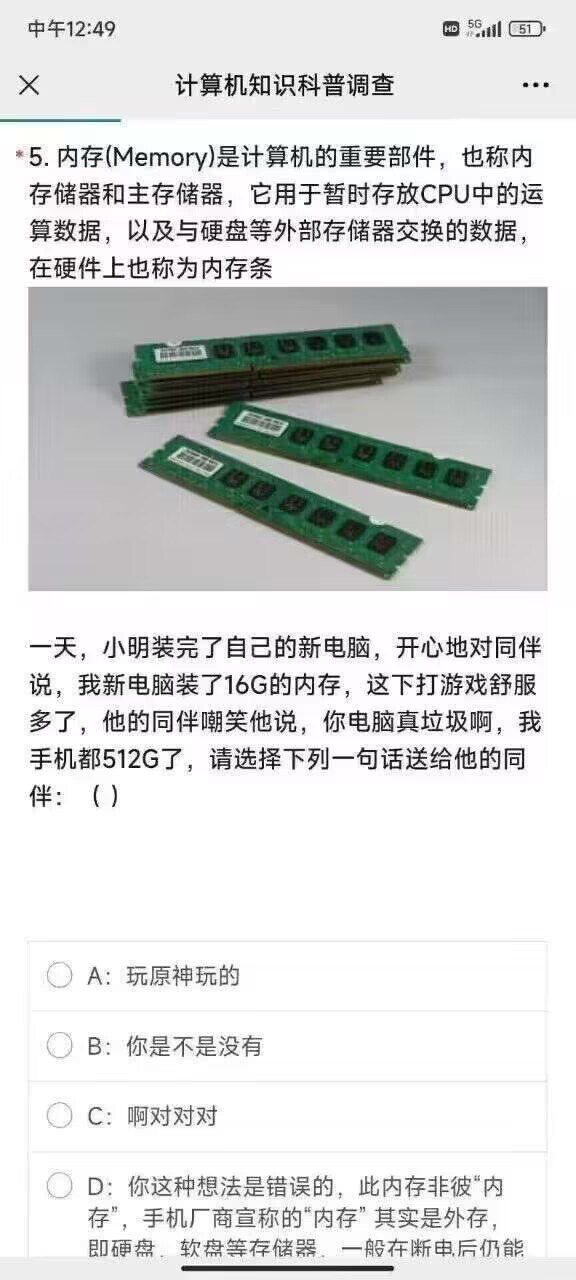 中午12:49
HD 5G 51
计算机知识科普调查
*5. 内存(Memory)是计算机的重要部件，也称内
存储器和主存储器，它用于暂时存放CPU中的运
算数据，以及与硬盘等外部存储器交换的数据，
在硬件上也称为内存条
一天，小明装完了自己的新电脑，开心地对同伴
说，我新电脑装了16G的内存，这下打游戏舒服
多了，他的同伴嘲笑他说，你电脑真垃圾啊，我
手机都512G了，请选择下列一句话送给他的同
伴：（ ）
A：玩原神玩的
B：你是不是没有
C：啊对对对
D：你这种想法是错误的，此内存非彼“内
存”，手机厂商宣称的“内存” 其实是外存，
即硬盘、软盘等存储器，一般在断电后仍能